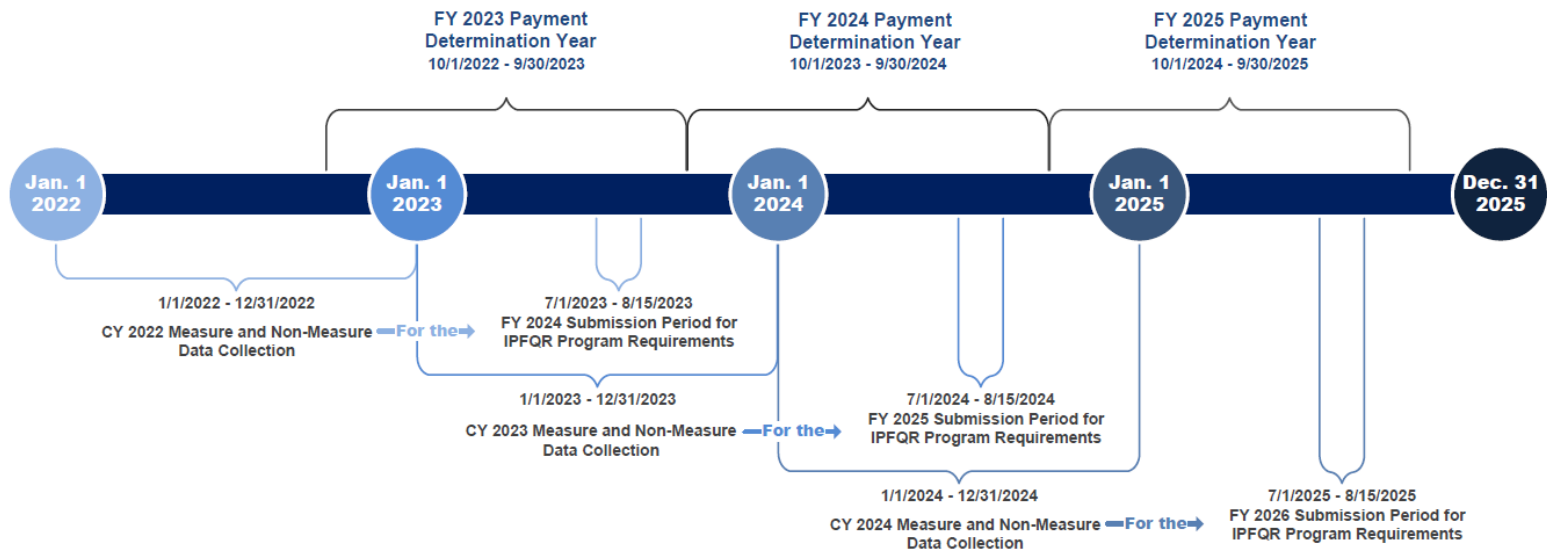 FY 2023 Payment
Determination Year
10/1/2022 - 9/30/2023
FY 2024 Payment
Determination Year
10/1/2023 - 9/30/2024
FY 2025 Payment
Determination Year
10/1/2024 - 9/30/2025
Jan. 1
2022
Jan. 1
2023
Jan. 1
2024
Jan. 1
2025
Dec. 31
2025
1/1/2022 - 12/31/2022
CY 2022 Measure and Non-Measure
Data Collection
For the
7/1/2023 - 8/15/2023
FY 2024 Submission Period for
IPFQR Program Requirements
1/1/2023 - 12/31/2023
CY 2023 Measure and Non-Measure
Data Collection
For the
7/1/2024 - 8/15/2024
FY 2025 Submission Period for
IPFQR Program Requirements
1/1/2024 - 12/31/2024
CY 2024 Measure and Non-Measure
Data Collection
For the
7/1/2025 - 8/15/2025
FY 2026 Submission Period for
IPFQR Program Requirements